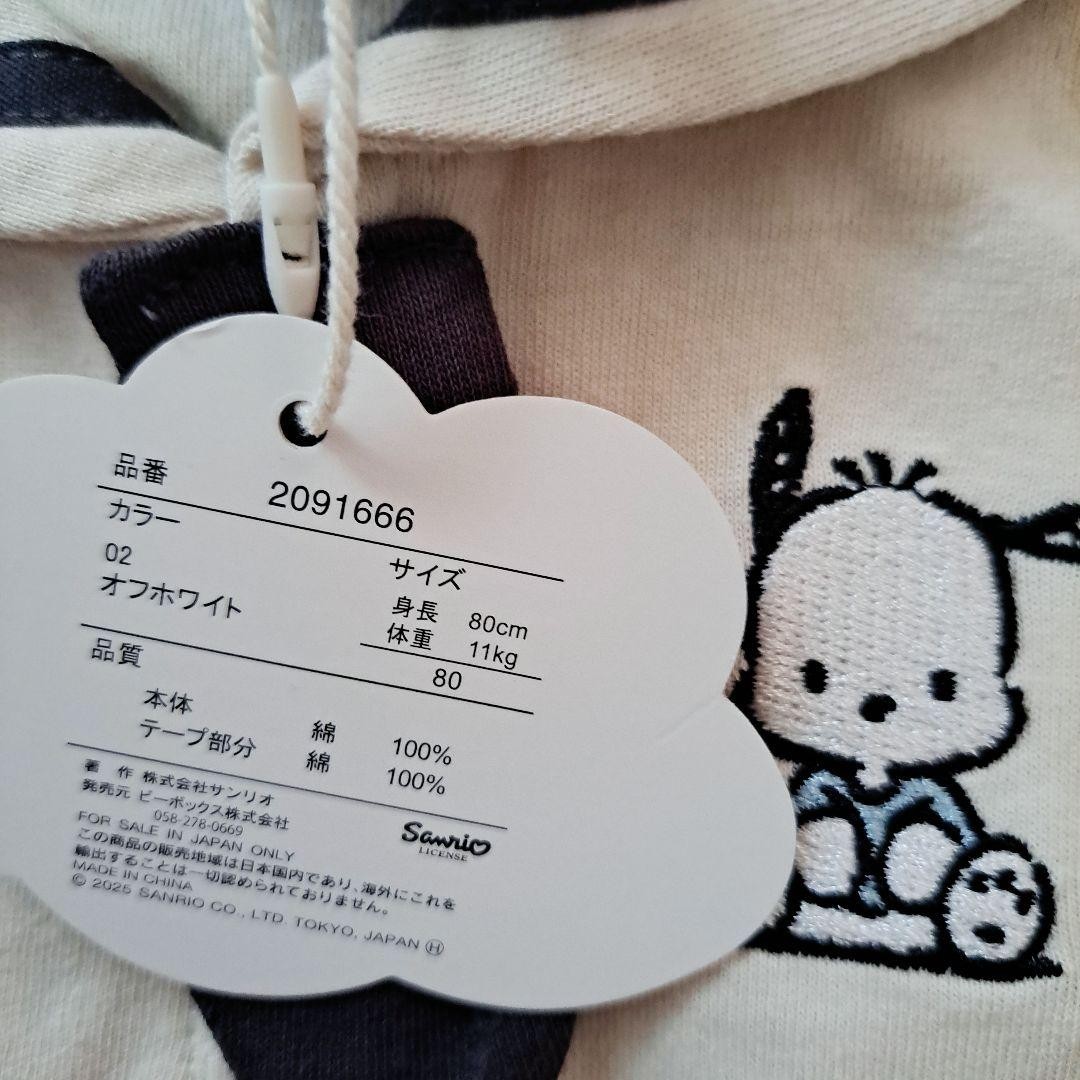 品番 2091666
カラー
サイズ
02
オフホワイト
身長 80cm
体重 11kg
80
品質
本体 綿 100%
テープ部分 綿 100%
著作 株式会社サンリオ
発売元 ビーボックス株式会社
058-278-0669
FOR SALE IN JAPAN ONLY
この商品の販売地域は日本国内であり、海外にこれを
輸出することは一切認められておりません。
MADE IN CHINA
© 2025 SANRIO CO., LTD. TOKYO, JAPAN Ⓗ
Sanrio
LICENSE